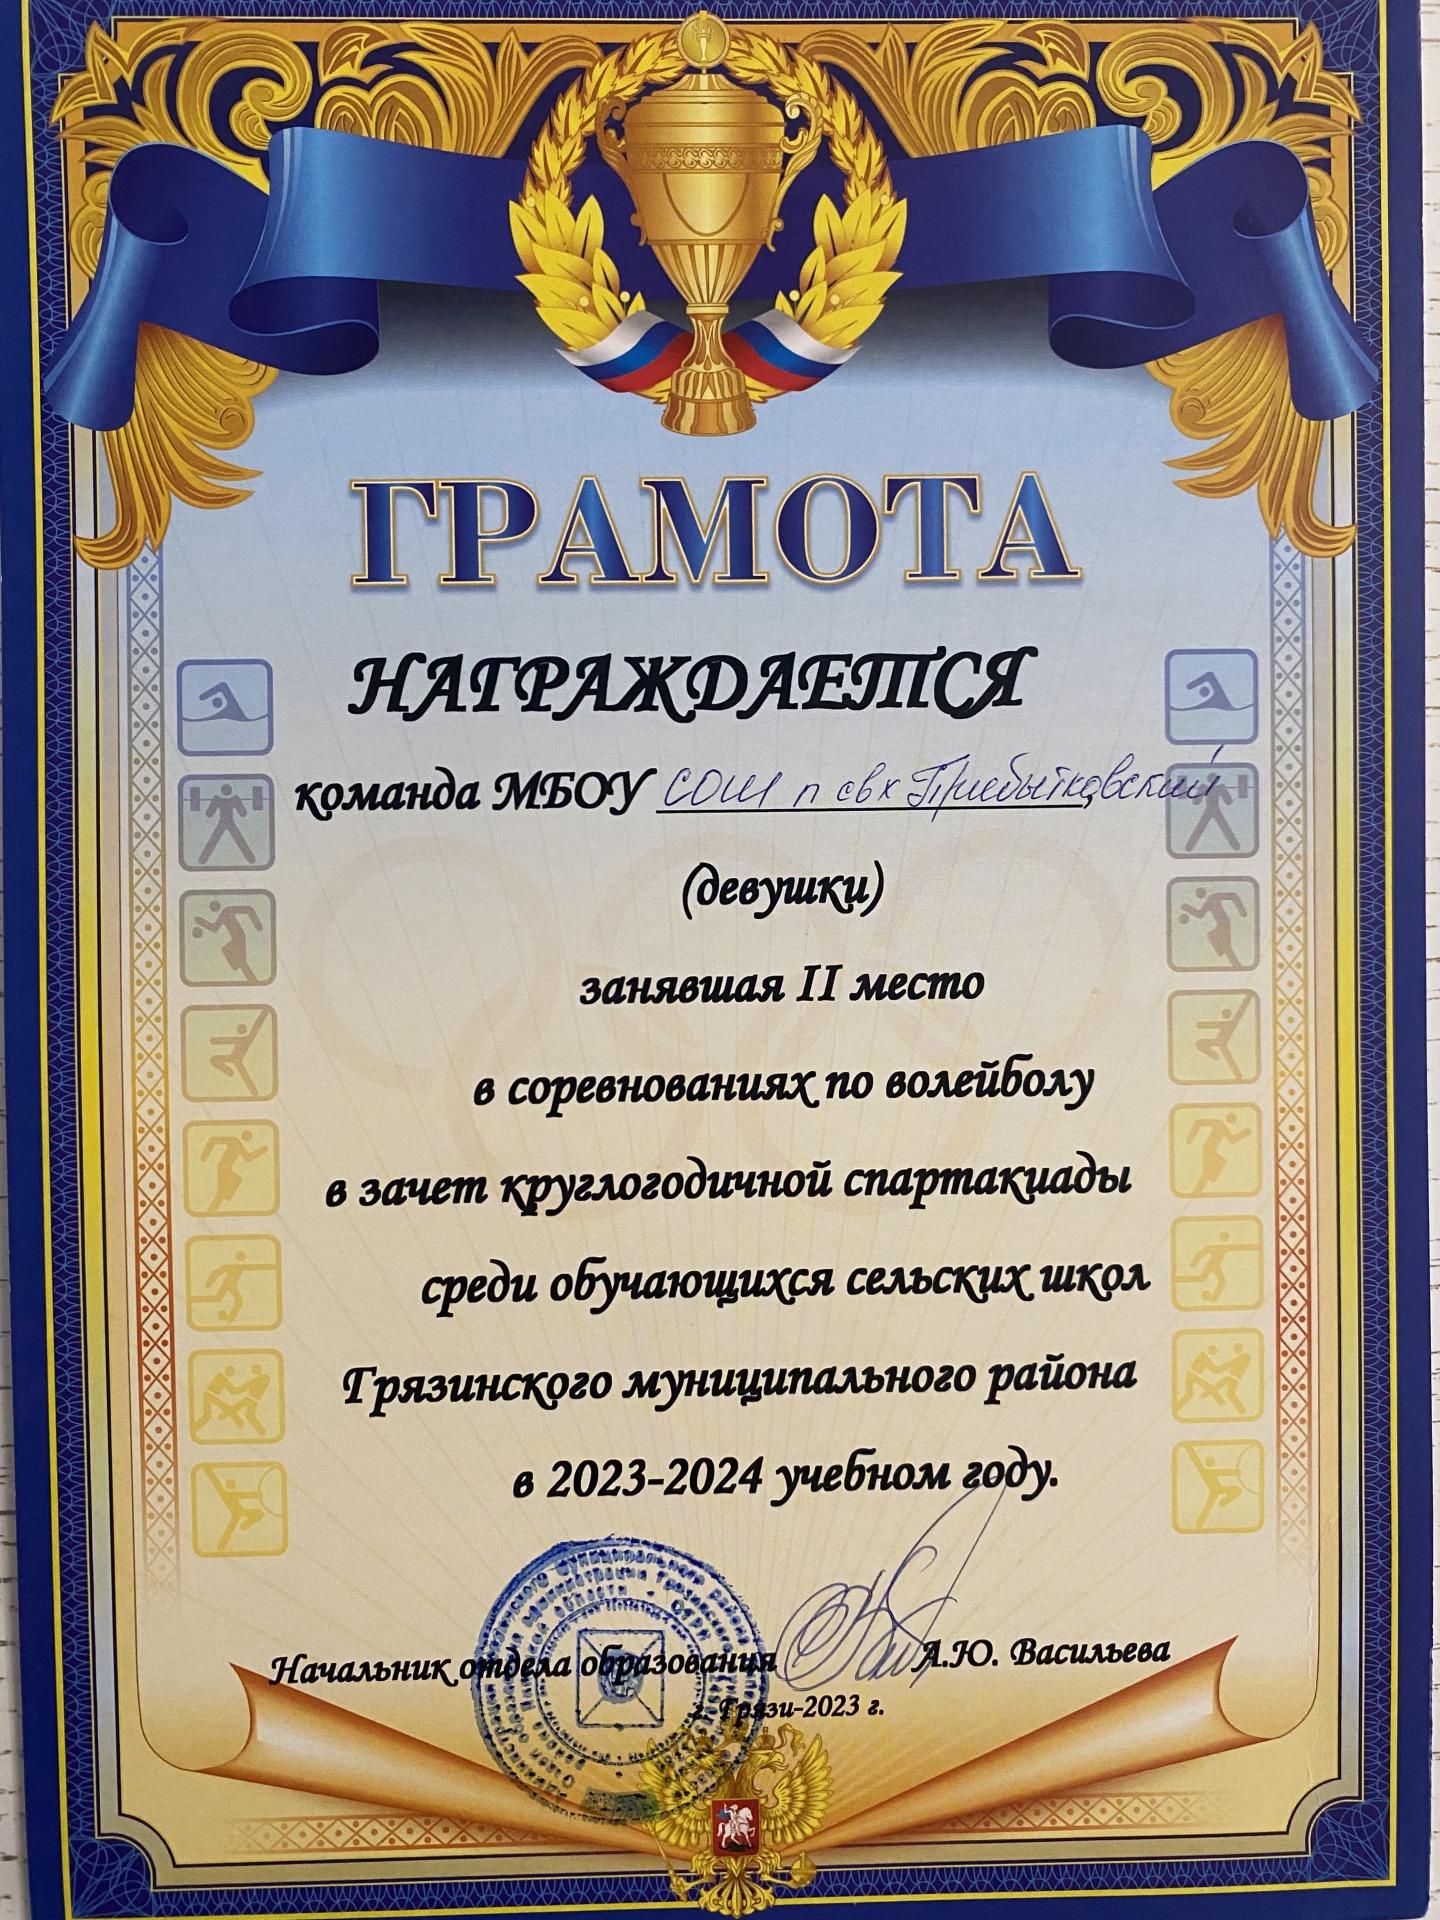 ГРАМОТА
НАГРАЖДАЕТСЯ
команда МБОУ СОШ п свх Прибытковский,
(девушки)
занявшая II место
в соревнованиях по волейболу
в зачет круглогодичной спартакиады
среди обучающихся сельских школ
Грязинского муниципального района
в 2023-2024 учебном году.
Начальник отдела образования А.Ю. Васильева
г. Грязи-2023 г.